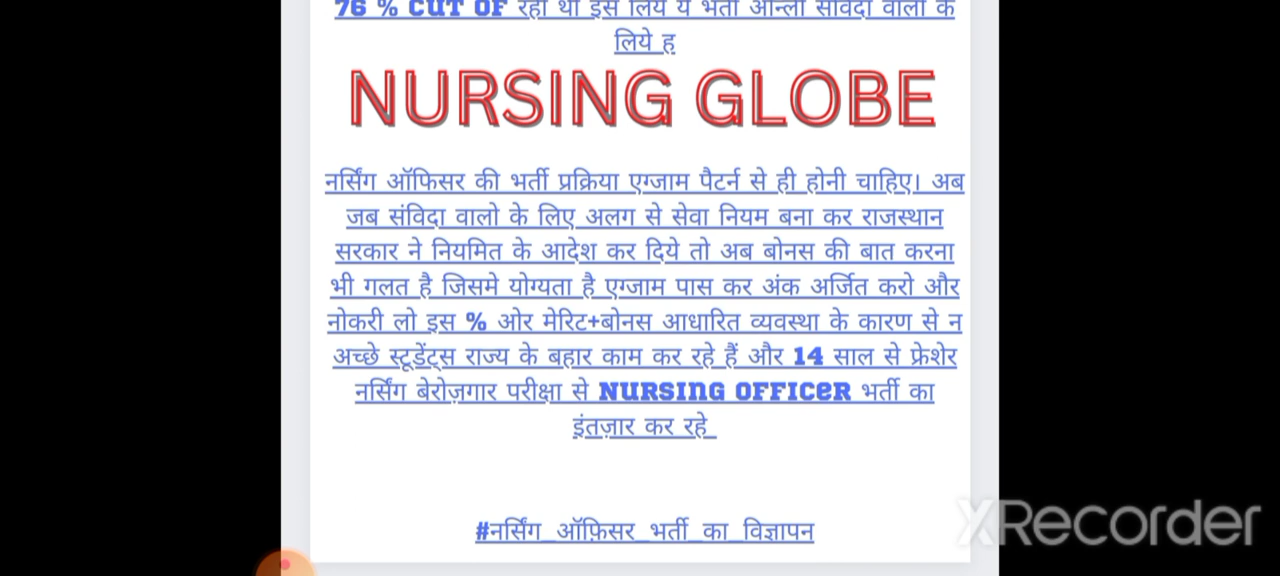 76 % CUT OF रहा था इस लिये ये भर्ती ओन्ली संविदा वालो के
लिये ह
NURSING GLOBE
नर्सिंग ऑफिसर की भर्ती प्रक्रिया एग्जाम पैटर्न से ही होनी चाहिए। अब
जब संविदा वालो के लिए अलग से सेवा नियम बना कर राजस्थान
सरकार ने नियमित के आदेश कर दिये तो अब बोनस की बात करना
भी गलत है जिसमे योग्यता है एग्जाम पास कर अंक अर्जित करो और
नोकरी लो इस % ओर मेरिट+बोनस आधारित व्यवस्था के कारण से न
अच्छे स्टूडेंट्स राज्य के बहार काम कर रहे हैं और 14 साल से फ्रेशेर
नर्सिंग बेरोज़गार परीक्षा से NURSING OFFICER भर्ती का
इंतज़ार कर रहे
#नर्सिंग_ऑफ़िसर_भर्ती_का_विज्ञापन
XRecorder